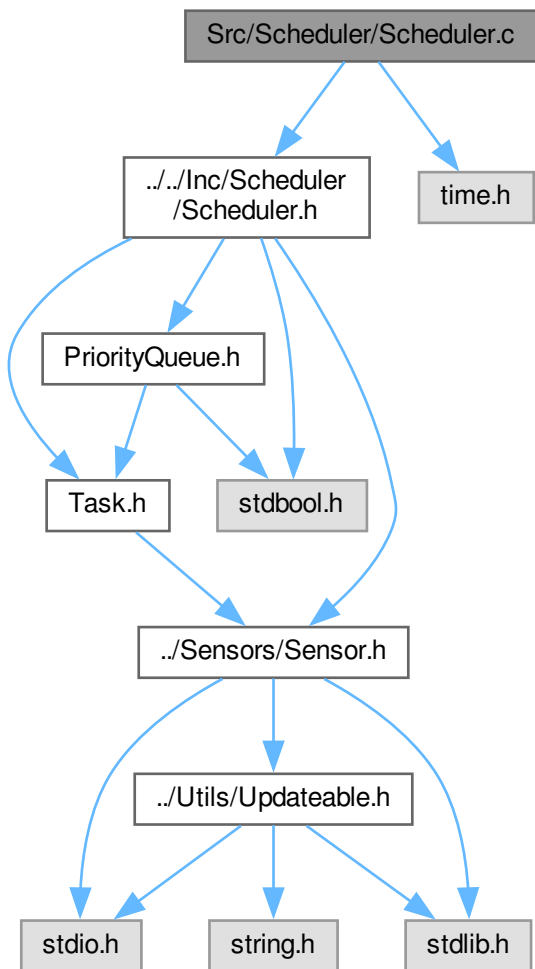 Src/Scheduler/Scheduler.c
../../Inc/Scheduler
/Scheduler.h
time.h
PriorityQueue.h
Task.h
stdbool.h
../Sensors/Sensor.h
../Utils/Updateable.h
stdio.h
string.h
stdlib.h